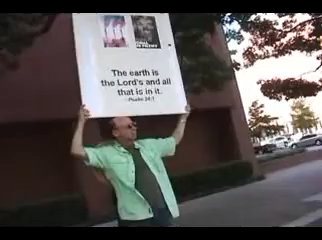 The earth is
the Lord's and all
that is in it.
-Psalm 24:1